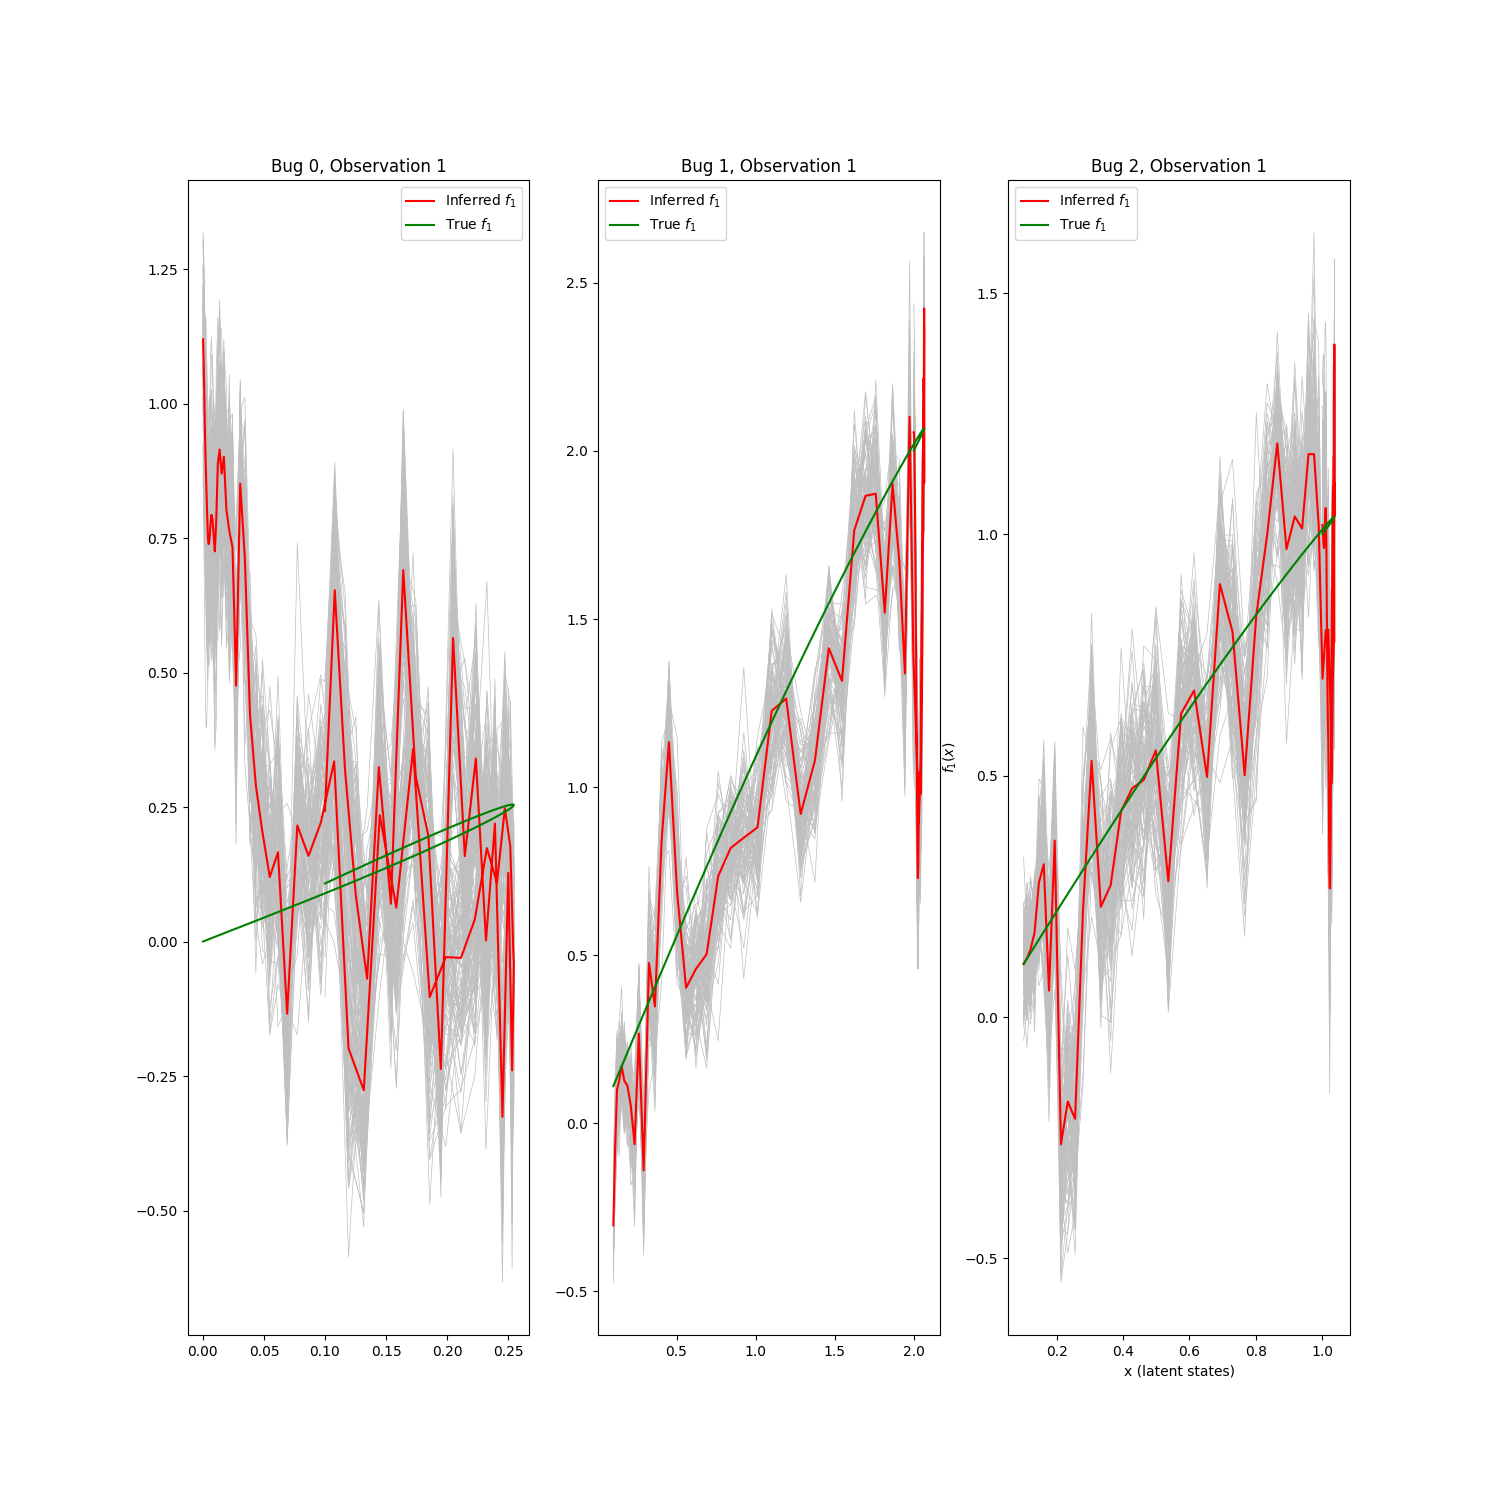 Bug 0, Observation 1
Inferred f₁
True f₁
1.25
1.00
0.75
0.50
0.25
0.00
−0.25
−0.50
0.00 0.05 0.10 0.15 0.20 0.25
Bug 1, Observation 1
Inferred f₁
True f₁
2.5
2.0
1.5
1.0
0.5
0.0
−0.5
0.5 1.0 1.5 2.0
Bug 2, Observation 1
Inferred f₁
True f₁
f₁(x)
1.5
1.0
0.5
0.0
−0.5
0.2 0.4 0.6 0.8 1.0
x (latent states)